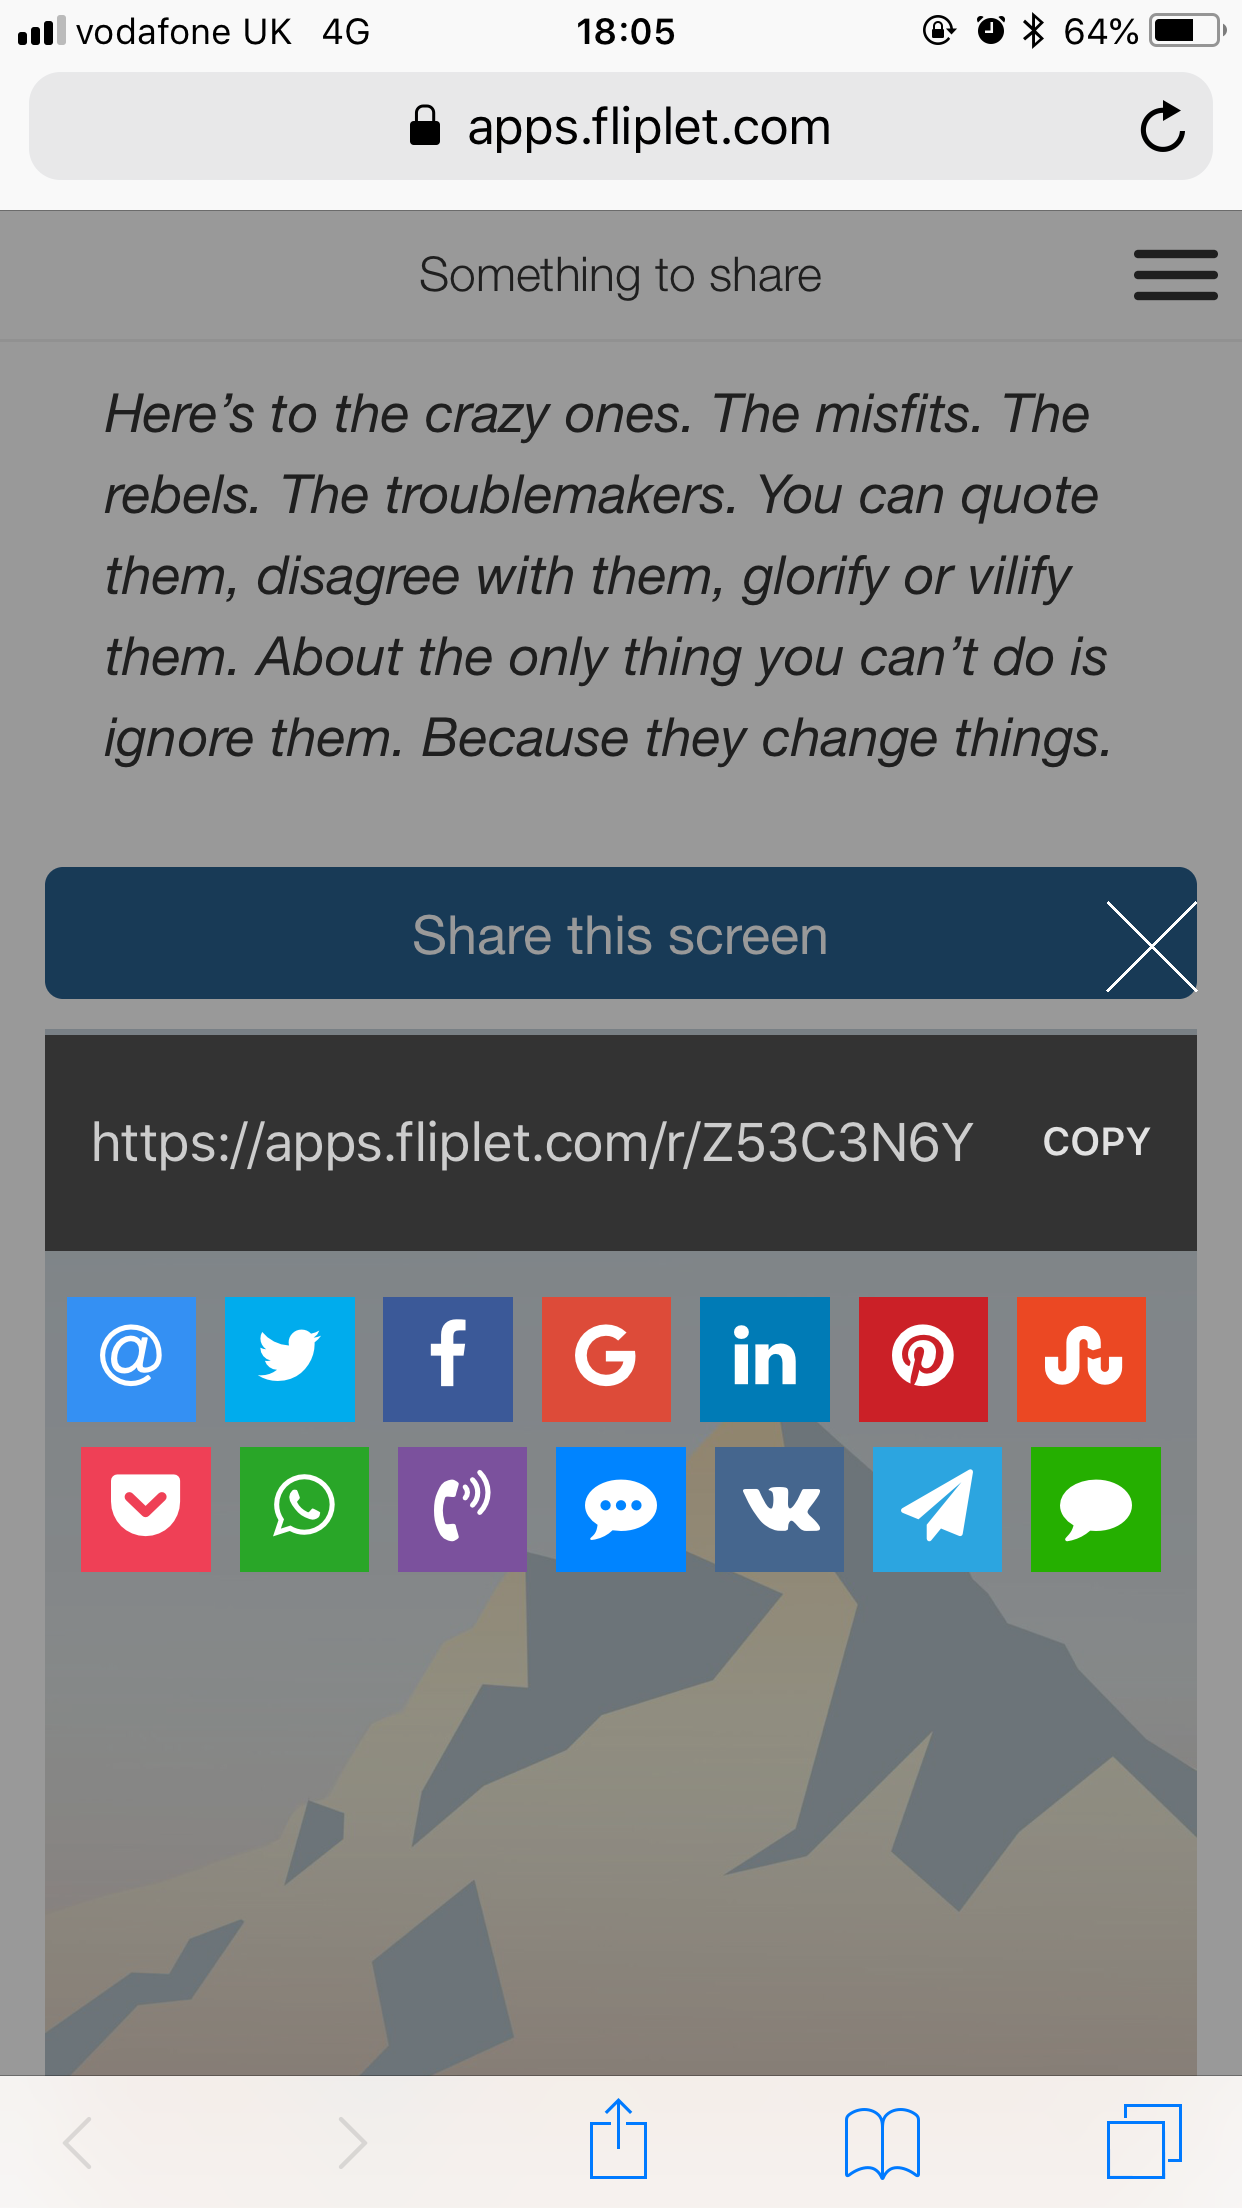 vodafone UK 4G 18:05 64%
apps.fliplet.com
Something to share
Here’s to the crazy ones. The misfits. The
rebels. The troublemakers. You can quote
them, disagree with them, glorify or vilify
them. About the only thing you can’t do is
ignore them. Because they change things.
Share this screen
https://apps.fliplet.com/r/Z53C3N6Y COPY